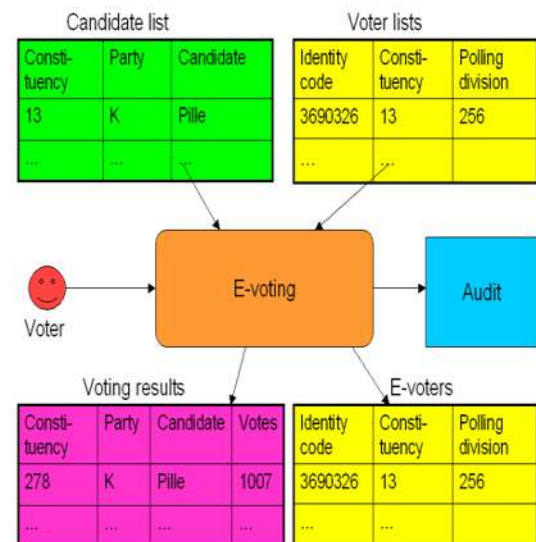 Candidate list
Consti-
tuency Party Candidate
13 K Pille
... ... ...
Voter lists
Identity Consti- Polling
code tuency division
3690326 13 256
... ...
E-voting
Audit
Voter
Voting results
Consti- Party Candidate Votes
tuency
278 K Pille 1007
... ... ... ...
E-voters
Identity Consti- Polling
code tuency division
3690326 13 256
... ... ...